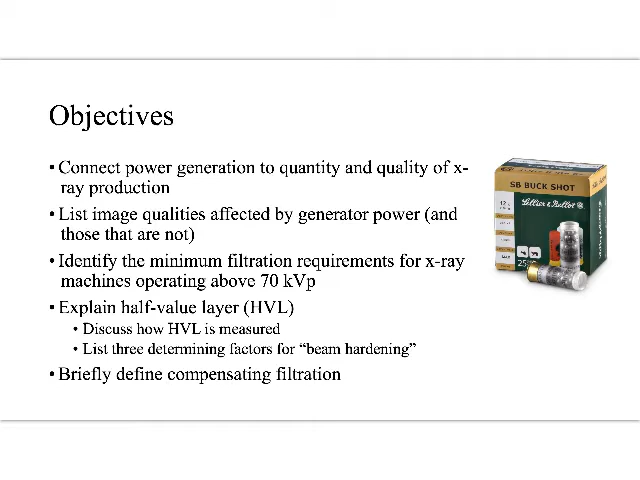 Objectives
• Connect power generation to quantity and quality of x-
ray production
• List image qualities affected by generator power (and
those that are not)
• Identify the minimum filtration requirements for x-ray
machines operating above 70 kVp
• Explain half-value layer (HVL)
• Discuss how HVL is measured
• List three determining factors for “beam hardening”
• Briefly define compensating filtration
SB BUCK SHOT
Sellier & Bellot
12
25